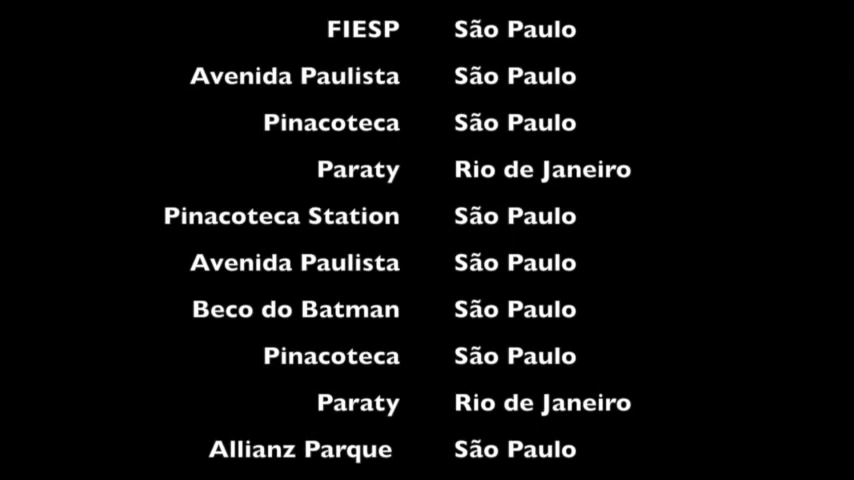 FIESP São Paulo
Avenida Paulista São Paulo
Pinacoteca São Paulo
Paraty Rio de Janeiro
Pinacoteca Station São Paulo
Avenida Paulista São Paulo
Beco do Batman São Paulo
Pinacoteca São Paulo
Paraty Rio de Janeiro
Allianz Parque São Paulo